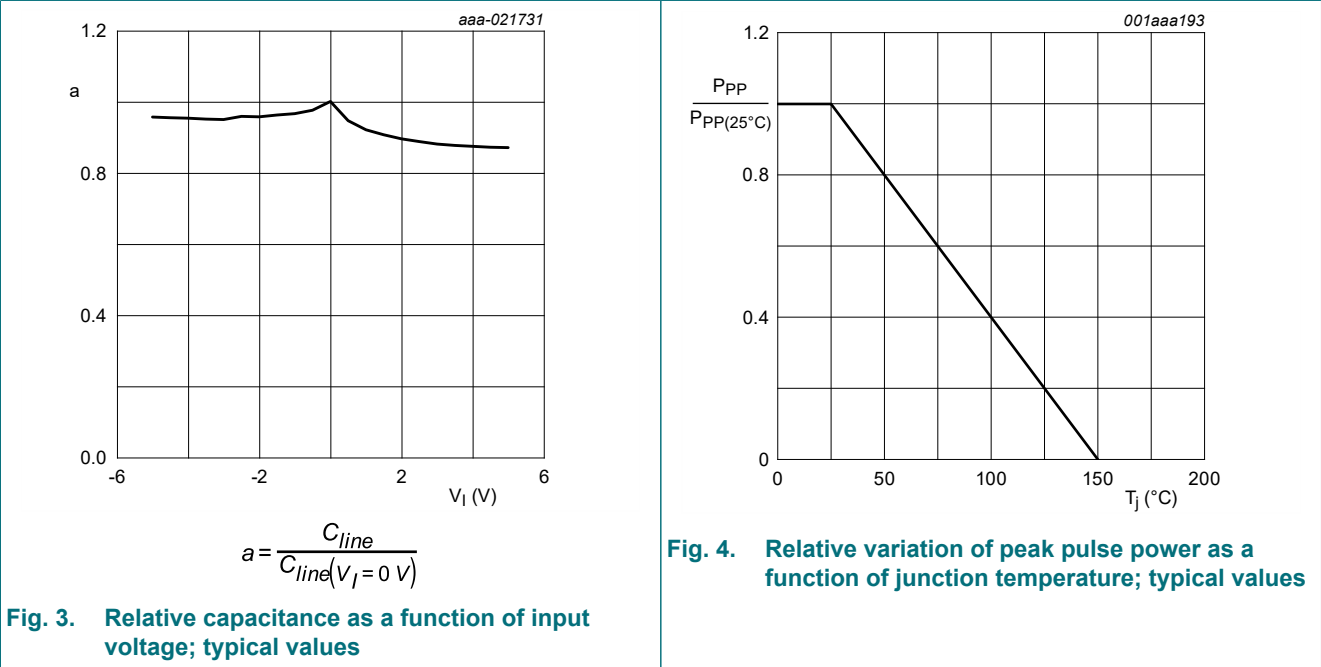 aaa-021731
1.2
a
0.8
0.4
0.0
-6 -2 2 6
VI (V)
a = Cline
Cline(VI = 0 V)
Fig. 3. Relative capacitance as a function of input
voltage; typical values
001aaa193
1.2
PPP
PPP(25°C)
0.8
0.4
0
0 50 100 150 200
Tj (°C)
Fig. 4. Relative variation of peak pulse power as a
function of junction temperature; typical values